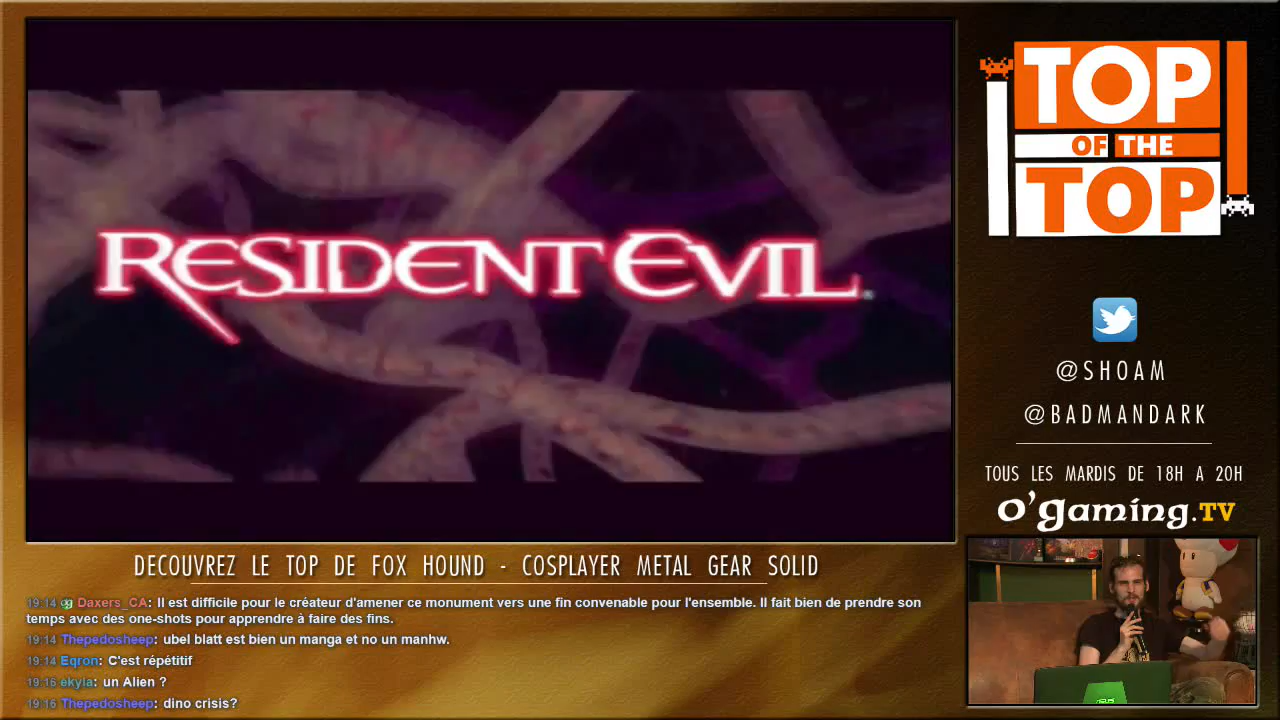 RESIDENT EVIL
TOP
OF THE
TOP
@SHOAM
@BADMANDARK
TOUS LES MARDIS DE 18H A 20H
O'gaming.TV
DECOUVREZ LE TOP DE FOX HOUND - COSPLAYER METAL GEAR SOLID
19:14 Daxers_CA: Il est difficile pour le créateur d'amener ce monument vers une fin convenable pour l'ensemble. Il fait bien de prendre son
temps avec des one-shots pour apprendre à faire des fins.
19:14 Thepedosheep: ubel blatt est bien un manga et no un manhw.
19:14 Eqron: C'est répétitif
19:16 ekyla: un Alien ?
19:16 Thepedosheep: dino crisis?